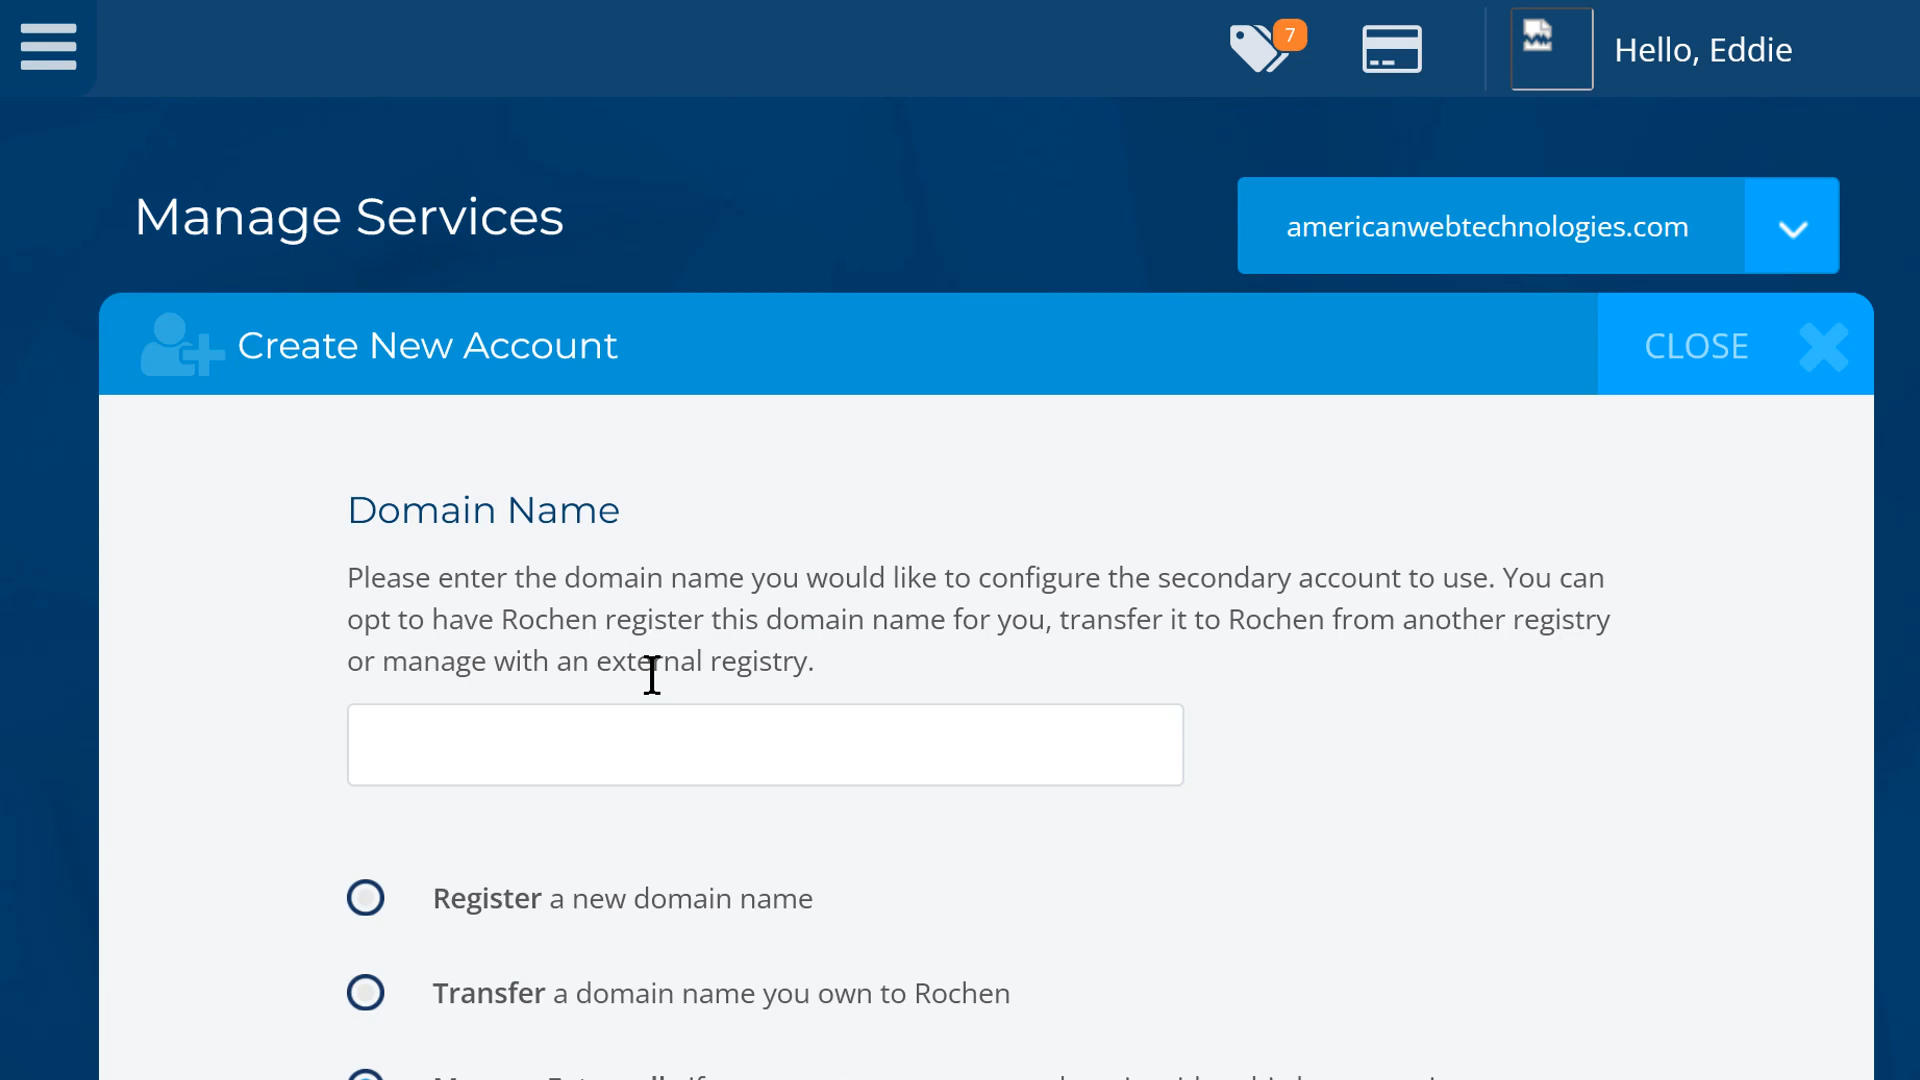 7
Hello, Eddie
Manage Services
americanwebtechnologies.com
Create New Account
CLOSE
Domain Name
Please enter the domain name you would like to configure the secondary account to use. You can
opt to have Rochen register this domain name for you, transfer it to Rochen from another registry
or manage with an external registry.
Register a new domain name
Transfer a domain name you own to Rochen